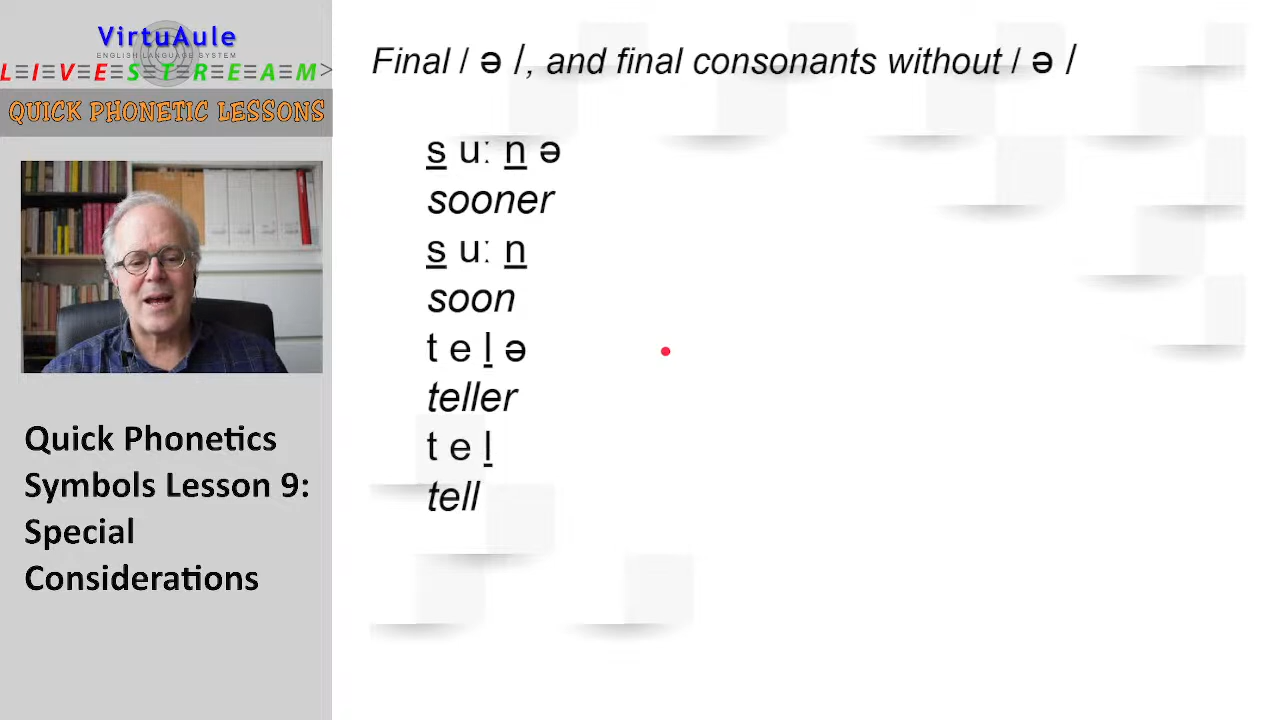 VirtuAule
ENGLISH LANGUAGE SYSTEM
L≡I≡V≡E≡S≡T≡R≡E≡A≡M>
QUICK PHONETIC LESSONS
Quick Phonetics
Symbols Lesson 9:
Special
Considerations
Final / ə /, and final consonants without / ə /
s uː n ə
sooner
s uː n
soon
t e l ə
teller
t e l
tell